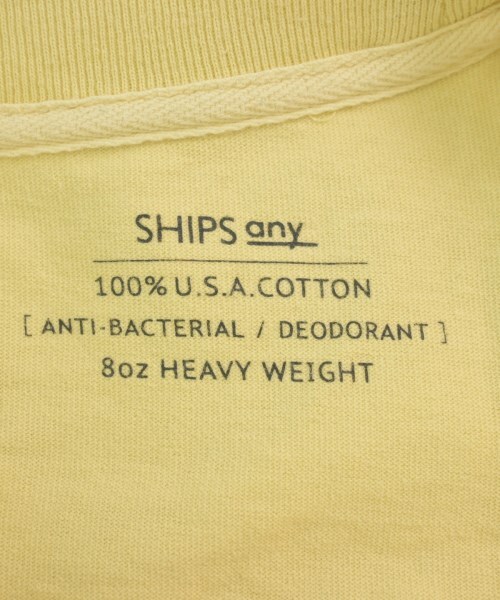 SHIPS any
100% U.S.A.COTTON
[ ANTI-BACTERIAL / DEODORANT ]
8oz HEAVY WEIGHT